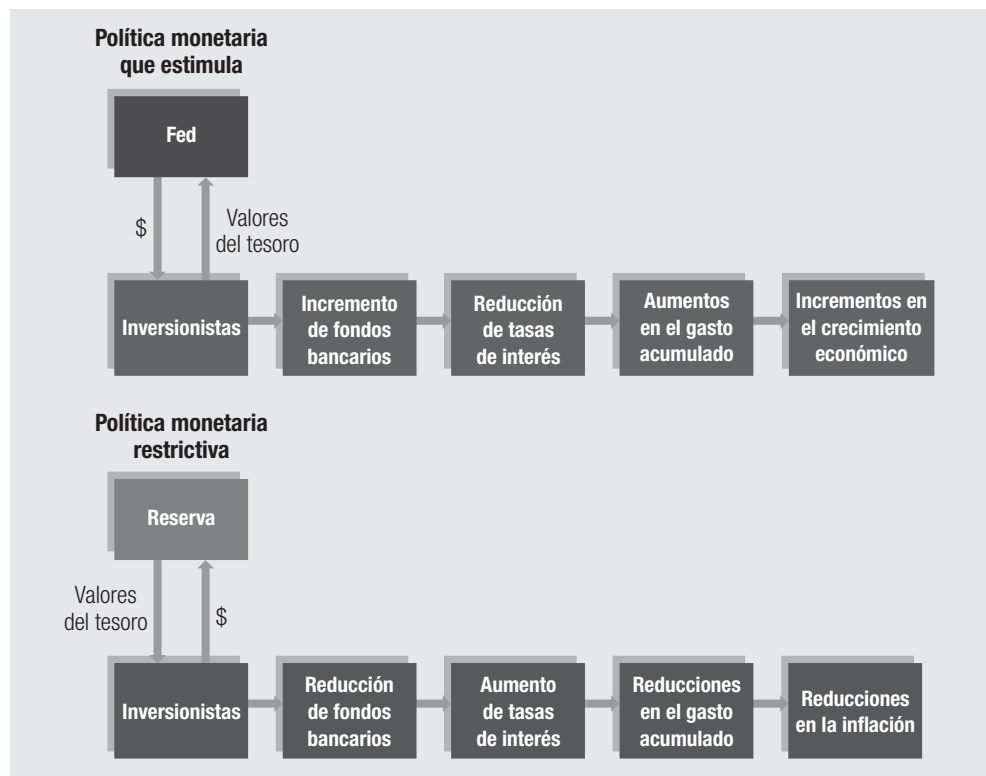 Política monetaria
que estimula
Fed
$
Valores
del tesoro
Inversionistas
Incremento
de fondos
bancarios
Reducción
de tasas
de interés
Aumentos
en el gasto
acumulado
Incrementos en
el crecimiento
económico
Política monetaria
restrictiva
Reserva
Valores
del tesoro
$
Inversionistas
Reducción
de fondos
bancarios
Aumento
de tasas
de interés
Reducciones
en el gasto
acumulado
Reducciones
en la inflación